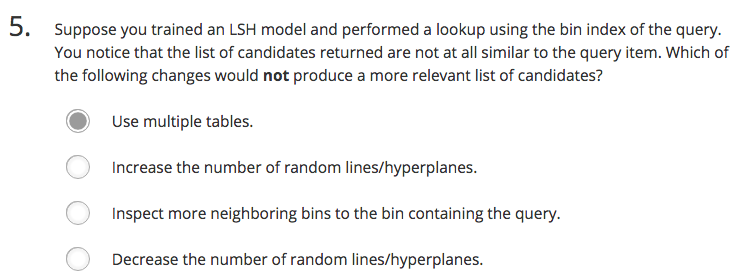 5. Suppose you trained an LSH model and performed a lookup using the bin index of the query.
You notice that the list of candidates returned are not at all similar to the query item. Which of
the following changes would not produce a more relevant list of candidates?
Use multiple tables.
Increase the number of random lines/hyperplanes.
Inspect more neighboring bins to the bin containing the query.
Decrease the number of random lines/hyperplanes.